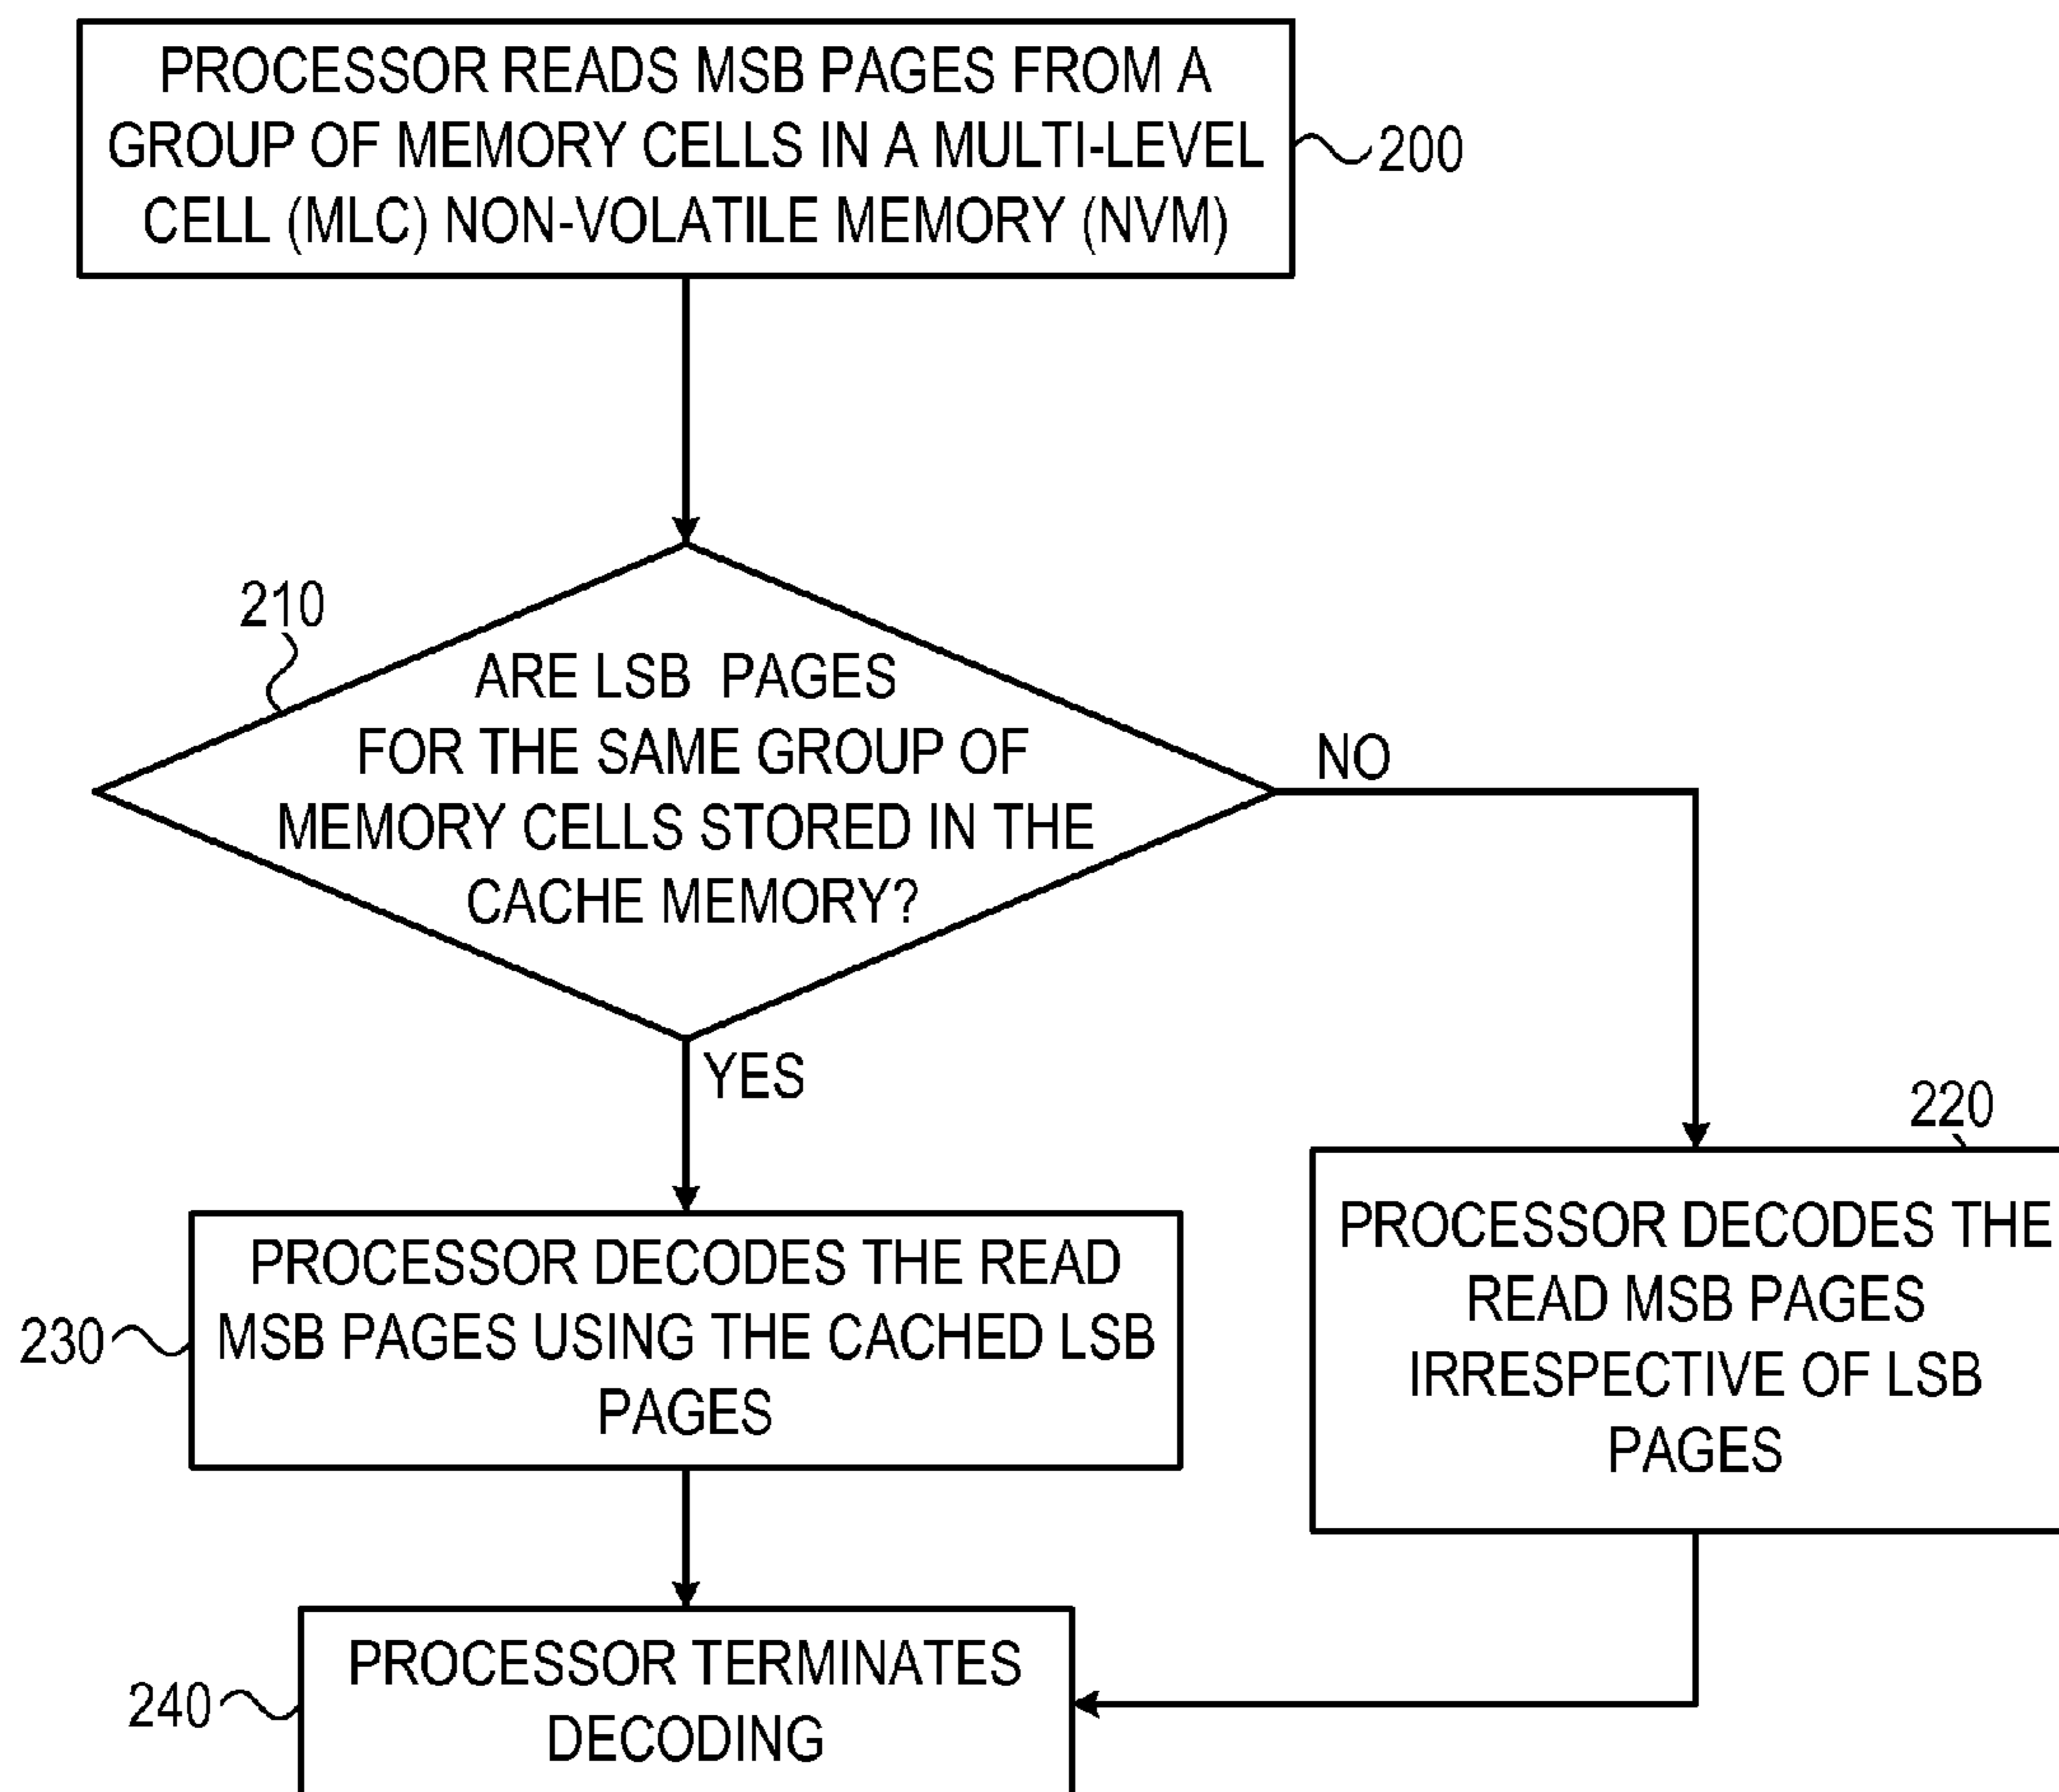 PROCESSOR READS MSB PAGES FROM A
GROUP OF MEMORY CELLS IN A MULTI-LEVEL
CELL (MLC) NON-VOLATILE MEMORY (NVM)
200
210
ARE LSB PAGES
FOR THE SAME GROUP OF
MEMORY CELLS STORED IN THE
CACHE MEMORY?
NO
YES
220
PROCESSOR DECODES THE
READ MSB PAGES
IRRESPECTIVE OF LSB
PAGES
230
PROCESSOR DECODES THE READ
MSB PAGES USING THE CACHED LSB
PAGES
240
PROCESSOR TERMINATES
DECODING